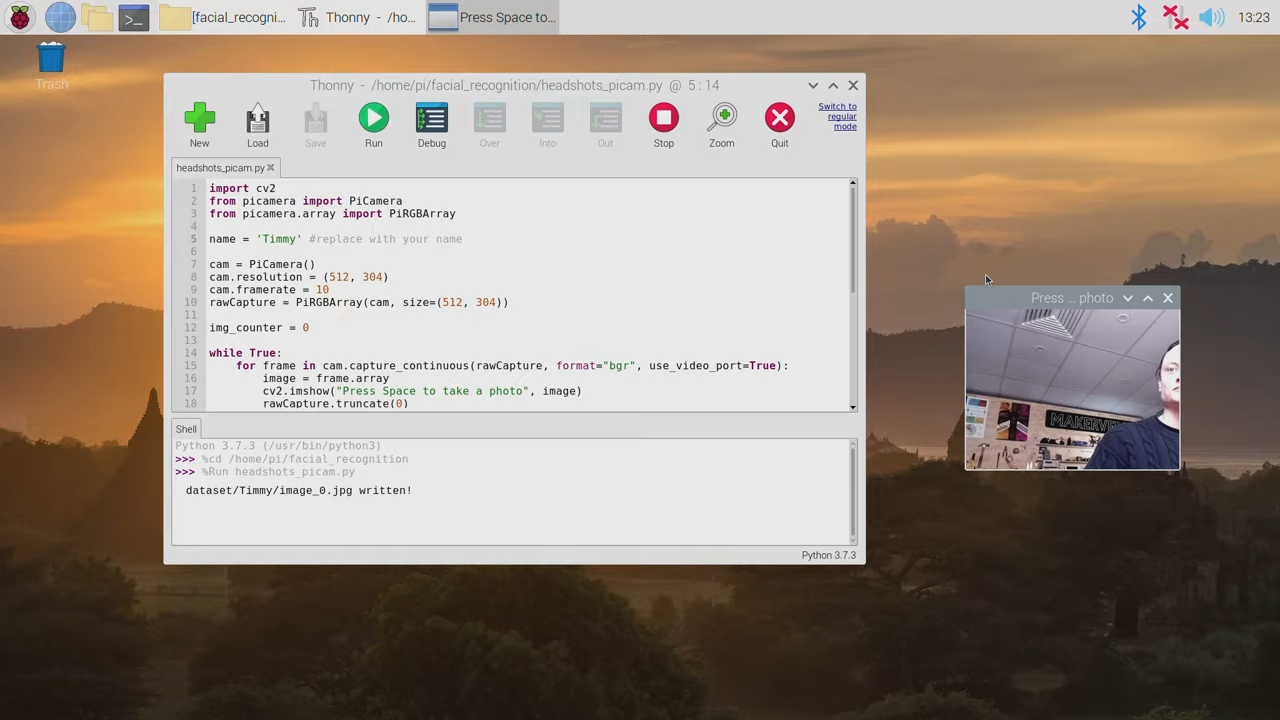 [facial_recogni...
Thonny - /ho...
Press Space to...
13:23
Trash
Thonny - /home/pi/facial_recognition/headshots_picam.py @ 5:14
New
Load
Save
Run
Debug
Over
Into
Out
Stop
Zoom
Quit
Switch to
regular
mode
headshots_picam.py
1 import cv2
2 from picamera import PiCamera
3 from picamera.array import PiRGBArray
4
5 name = 'Timmy' #replace with your name
6
7 cam = PiCamera()
8 cam.resolution = (512, 304)
9 cam.framerate = 10
10 rawCapture = PiRGBArray(cam, size=(512, 304))
11
12 img_counter = 0
13
14 while True:
15 for frame in cam.capture_continuous(rawCapture, format="bgr", use_video_port=True):
16 image = frame.array
17 cv2.imshow("Press Space to take a photo", image)
18 rawCapture.truncate(0)
Shell
Python 3.7.3 (/usr/bin/python3)
>>> %cd /home/pi/facial_recognition
>>> %Run headshots_picam.py
dataset/Timmy/image_0.jpg written!
Python 3.7.3
Press ... photo